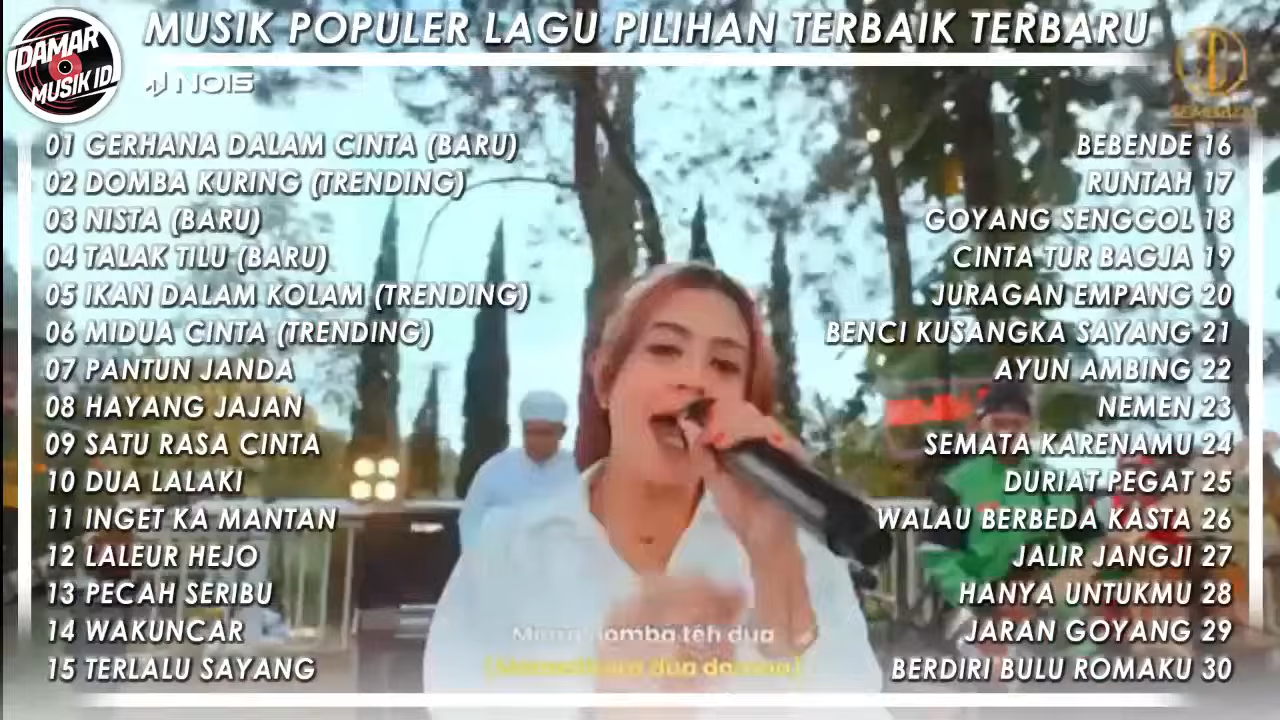 DAMAR
MUSIK ID
MUSIK POPULER LAGU PILIHAN TERBAIK TERBARU
NOIS
01 GERHANA DALAM CINTA (BARU)
02 DOMBA KURING (TRENDING)
03 NISTA (BARU)
04 TALAK TILU (BARU)
05 IKAN DALAM KOLAM (TRENDING)
06 MIDUA CINTA (TRENDING)
07 PANTUN JANDA
08 HAYANG JAJAN
09 SATU RASA CINTA
10 DUA LALAKI
11 INGET KA MANTAN
12 LALEUR HEJO
13 PECAH SERIBU
14 WAKUNCAR
15 TERLALU SAYANG
BEBENDE 16
RUNTAH 17
GOYANG SENGGOL 18
CINTA TUR BAGJA 19
JURAGAN EMPANG 20
BENCI KUSANGKA SAYANG 21
AYUN AMBING 22
NEMEN 23
SEMATA KARENAMU 24
DURIAT PEGAT 25
WALAU BERBEDA KASTA 26
JALIR JANGJI 27
HANYA UNTUKMU 28
JARAN GOYANG 29
BERDIRI BULU ROMAKU 30
domba téh dua
dua